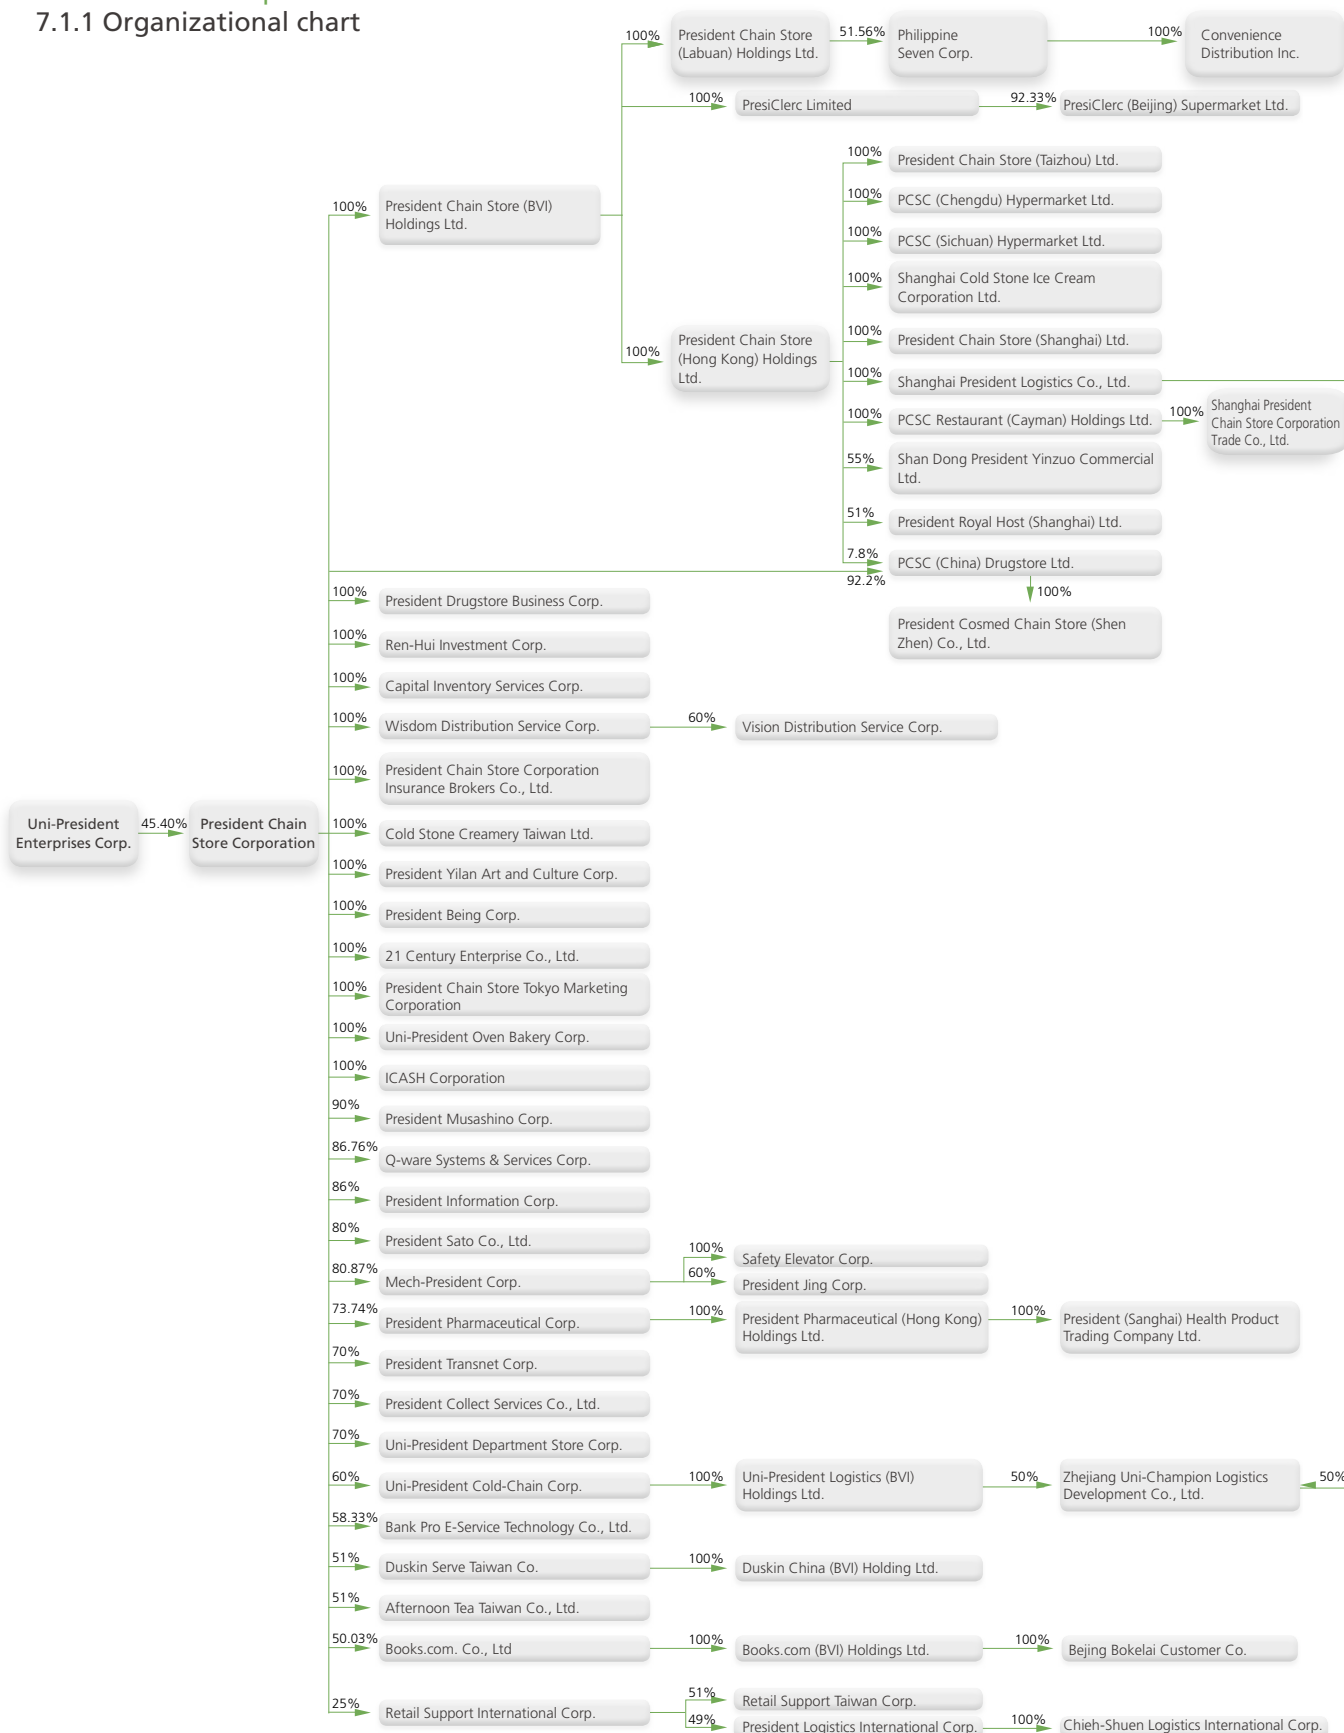 7.1.1 Organizational chart
100%
President Chain Store
(Labuan) Holdings Ltd.
51.56%
Philippine
Seven Corp.
100%
Convenience
Distribution Inc.
100%
PresiClerc Limited
92.33%
PresiClerc (Beijing) Supermarket Ltd.
100%
President Chain Store (BVI)
Holdings Ltd.
100%
President Chain Store
(Hong Kong) Holdings
Ltd.
100%
President Chain Store (Taizhou) Ltd.
100%
PCSC (Chengdu) Hypermarket Ltd.
100%
PCSC (Sichuan) Hypermarket Ltd.
100%
Shanghai Cold Stone Ice Cream
Corporation Ltd.
100%
President Chain Store (Shanghai) Ltd.
100%
Shanghai President Logistics Co., Ltd.
100%
PCSC Restaurant (Cayman) Holdings Ltd.
100%
Shanghai President
Chain Store Corporation
Trade Co., Ltd.
55%
Shan Dong President Yinzuo Commercial
Ltd.
51%
President Royal Host (Shanghai) Ltd.
7.8%
PCSC (China) Drugstore Ltd.
92.2%
100%
President Cosmed Chain Store (Shen
Zhen) Co., Ltd.
100%
President Drugstore Business Corp.
100%
Ren-Hui Investment Corp.
100%
Capital Inventory Services Corp.
100%
Wisdom Distribution Service Corp.
60%
Vision Distribution Service Corp.
100%
President Chain Store Corporation
Insurance Brokers Co., Ltd.
Uni-President
Enterprises Corp.
45.40%
President Chain
Store Corporation
100%
Cold Stone Creamery Taiwan Ltd.
100%
President Yilan Art and Culture Corp.
100%
President Being Corp.
100%
21 Century Enterprise Co., Ltd.
100%
President Chain Store Tokyo Marketing
Corporation
100%
Uni-President Oven Bakery Corp.
100%
ICASH Corporation
90%
President Musashino Corp.
86.76%
Q-ware Systems & Services Corp.
86%
President Information Corp.
80%
President Sato Co., Ltd.
80.87%
Mech-President Corp.
100%
Safety Elevator Corp.
60%
President Jing Corp.
73.74%
President Pharmaceutical Corp.
100%
President Pharmaceutical (Hong Kong)
Holdings Ltd.
100%
President (Sanghai) Health Product
Trading Company Ltd.
70%
President Transnet Corp.
70%
President Collect Services Co., Ltd.
70%
Uni-President Department Store Corp.
60%
Uni-President Cold-Chain Corp.
100%
Uni-President Logistics (BVI)
Holdings Ltd.
50%
Zhejiang Uni-Champion Logistics
Development Co., Ltd.
50%
58.33%
Bank Pro E-Service Technology Co., Ltd.
51%
Duskin Serve Taiwan Co.
100%
Duskin China (BVI) Holding Ltd.
51%
Afternoon Tea Taiwan Co., Ltd.
50.03%
Books.com. Co., Ltd
100%
Books.com (BVI) Holdings Ltd.
100%
Bejing Bokelai Customer Co.
25%
Retail Support International Corp.
51%
Retail Support Taiwan Corp.
49%
President Logistics International Corp.
100%
Chieh-Shuen Logistics International Corp.